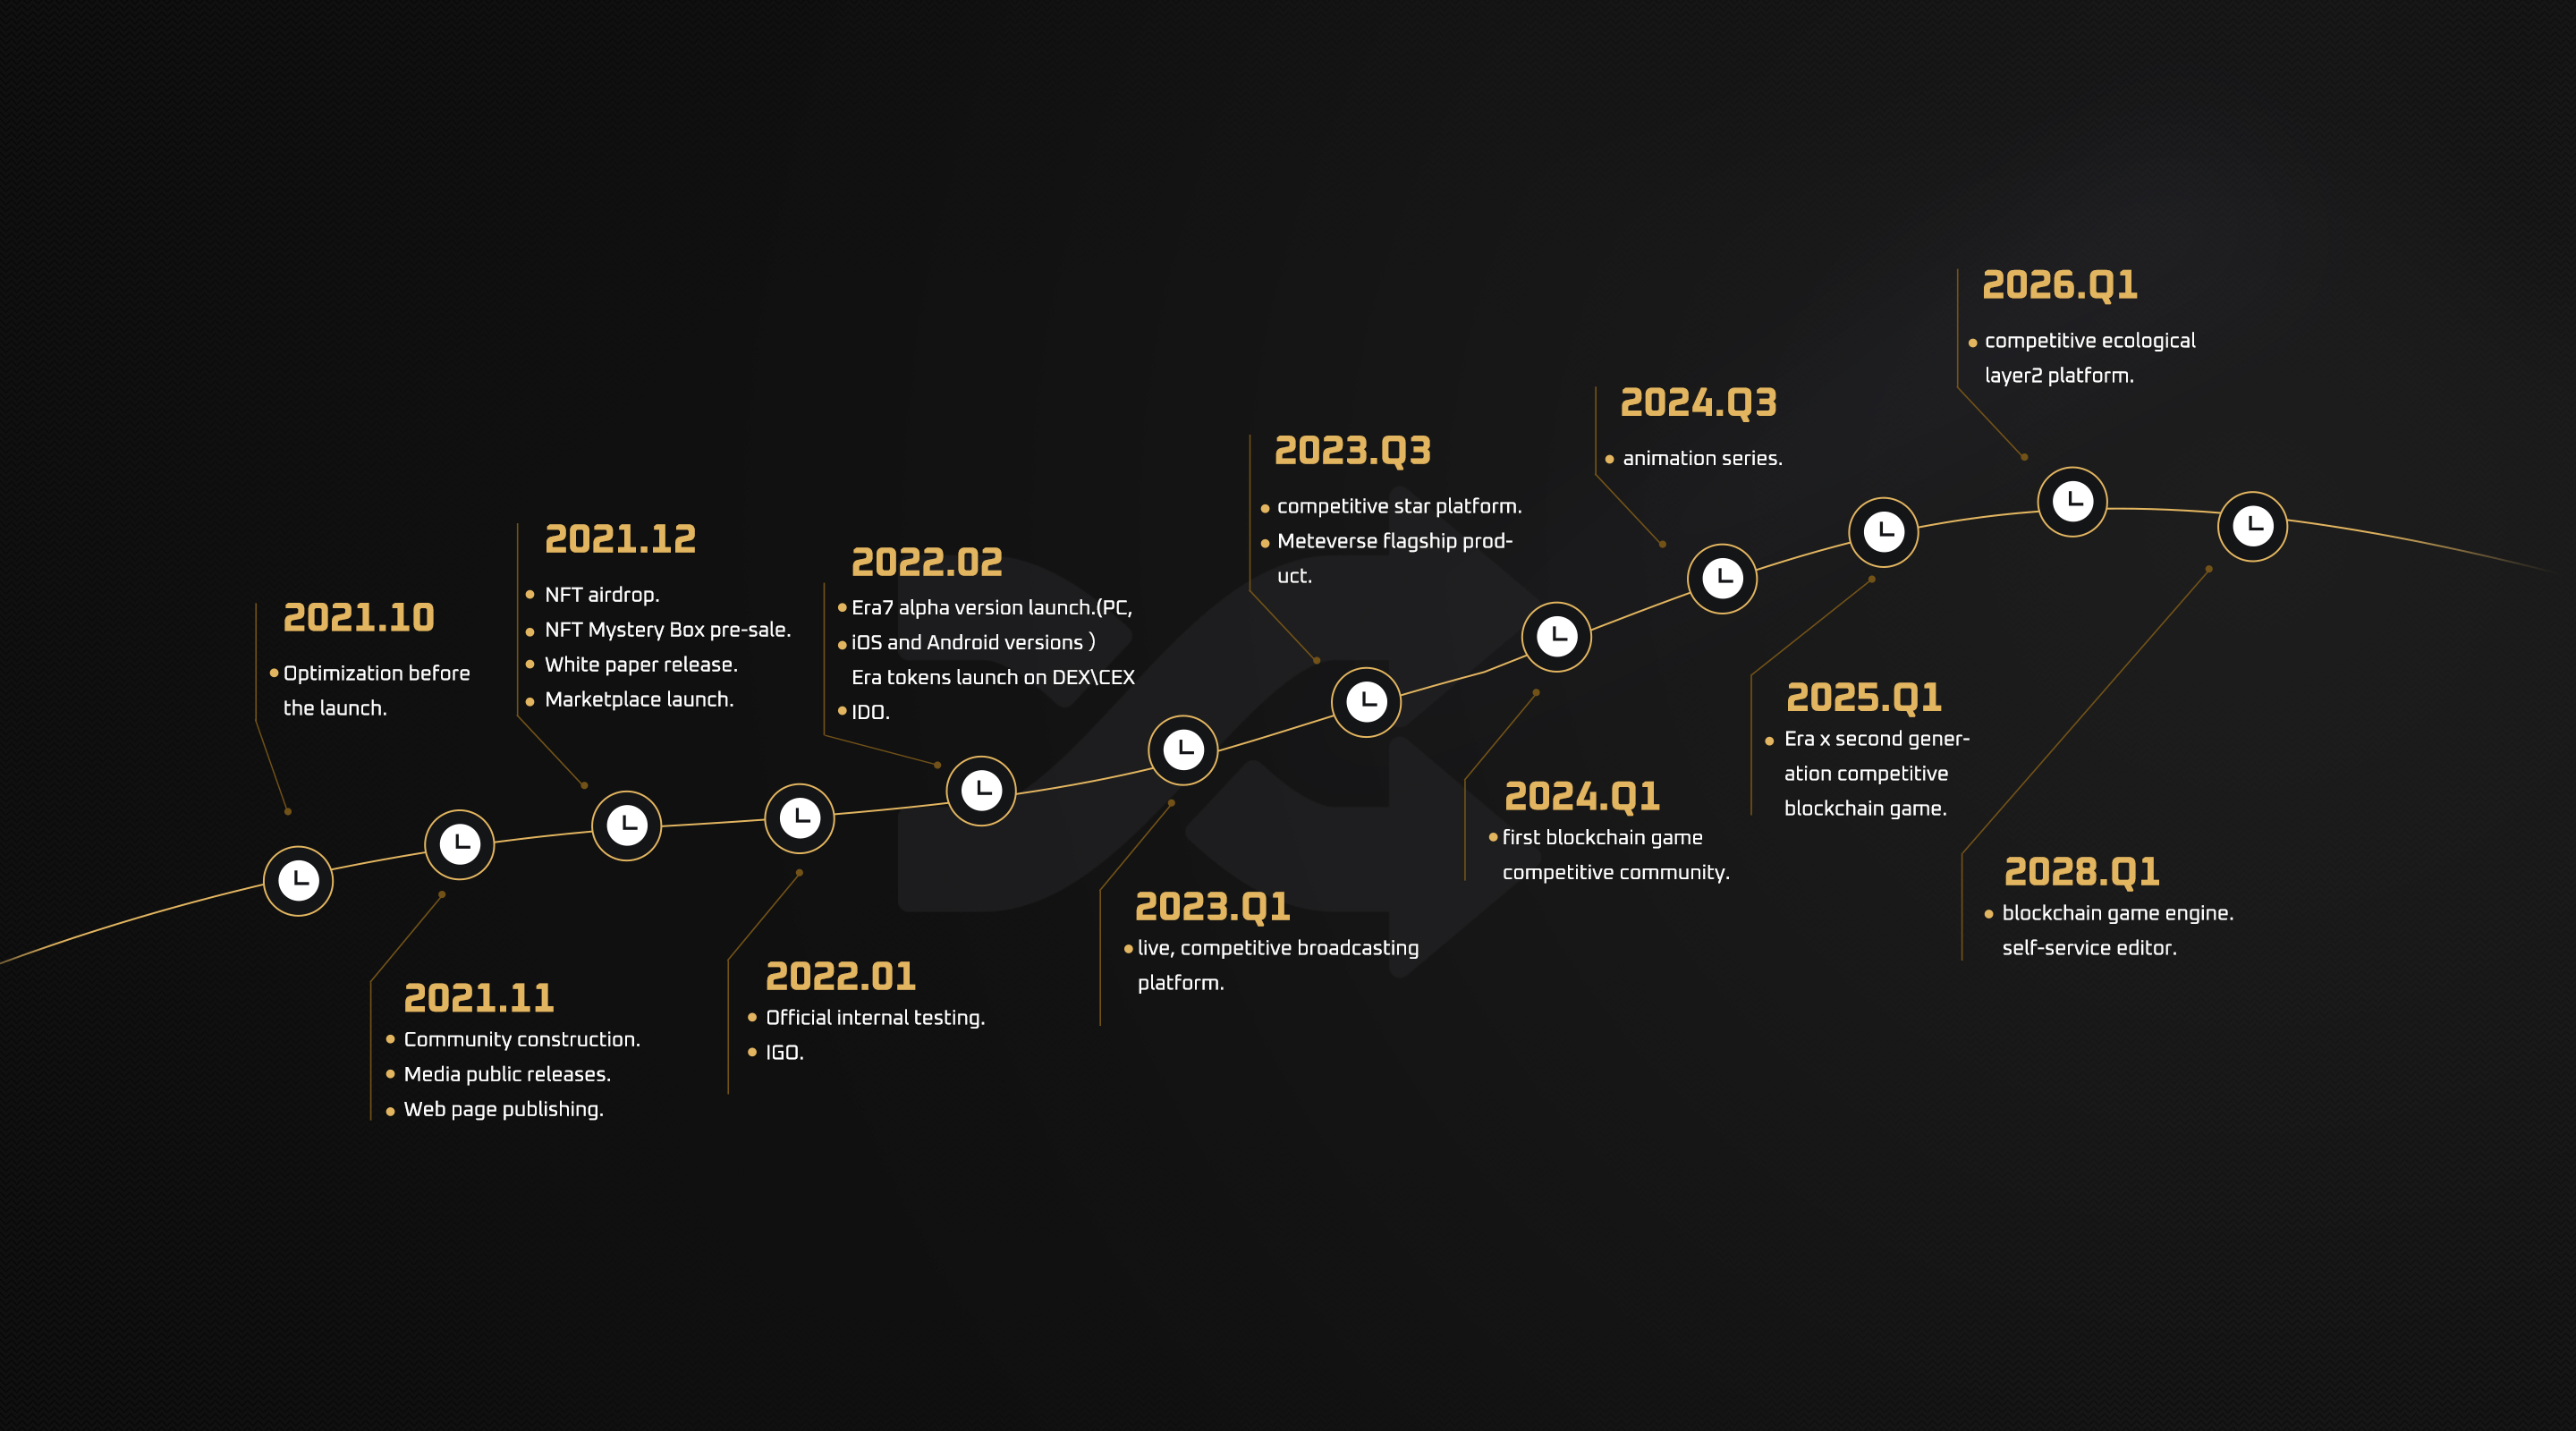 2021.10
Optimization before
the launch.
2021.11
Community construction.
Media public releases.
Web page publishing.
2021.12
NFT airdrop.
NFT Mystery Box pre-sale.
White paper release.
Marketplace launch.
2022.01
Official internal testing.
IGO.
2022.02
Era7 alpha version launch.(PC,
iOS and Android versions )
Era tokens launch on DEX\CEX
IDO.
2023.Q1
live, competitive broadcasting
platform.
2023.Q3
competitive star platform.
Meteverse flagship prod-
uct.
2024.Q1
first blockchain game
competitive community.
2024.Q3
animation series.
2025.Q1
Era x second gener-
ation competitive
blockchain game.
2026.Q1
competitive ecological
layer2 platform.
2028.Q1
blockchain game engine.
self-service editor.